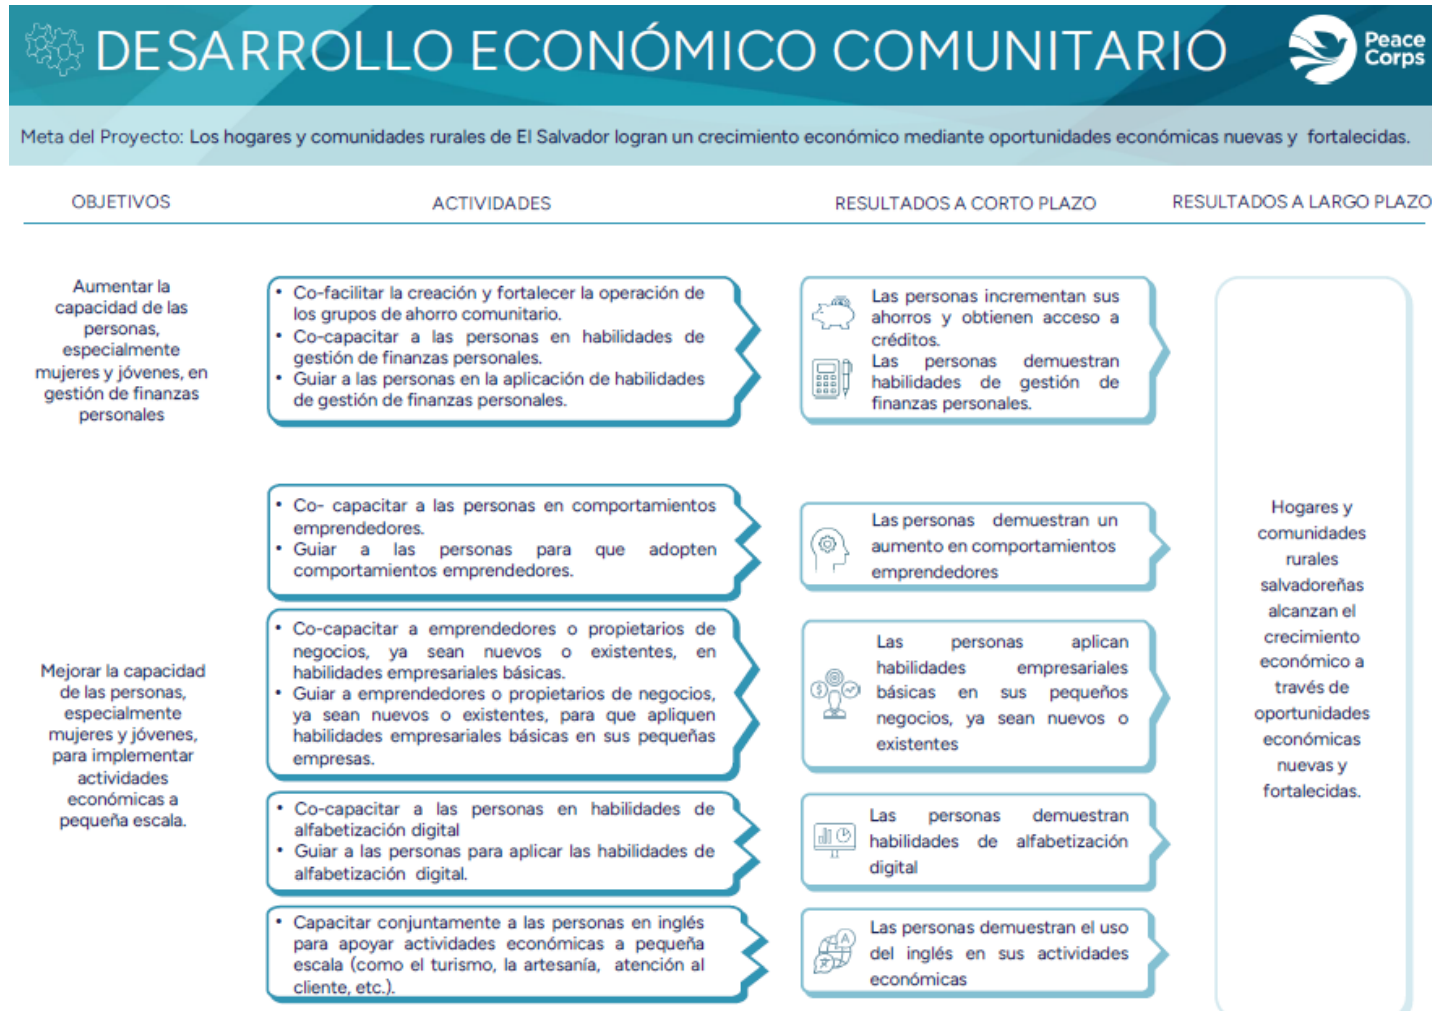 DESARROLLO ECONÓMICO COMUNITARIO
Peace
Corps
Meta del Proyecto: Los hogares y comunidades rurales de El Salvador logran un crecimiento económico mediante oportunidades económicas nuevas y fortalecidas.
OBJETIVOS
ACTIVIDADES
RESULTADOS A CORTO PLAZO
RESULTADOS A LARGO PLAZO
Aumentar la
capacidad de las
personas,
especialmente
mujeres y jóvenes, en
gestión de finanzas
personales
• Co-facilitar la creación y fortalecer la operación de
los grupos de ahorro comunitario.
• Co-capacitar a las personas en habilidades de
gestión de finanzas personales.
• Guiar a las personas en la aplicación de habilidades
de gestión de finanzas personales.
Las personas incrementan sus
ahorros y obtienen acceso a
créditos.
Las personas demuestran
habilidades de gestión de
finanzas personales.
Mejorar la capacidad
de las personas,
especialmente
mujeres y jóvenes,
para implementar
actividades
económicas a
pequeña escala.
• Co- capacitar a las personas en comportamientos
emprendedores.
• Guiar a las personas para que adopten
comportamientos emprendedores.
Las personas demuestran un
aumento en comportamientos
emprendedores
• Co-capacitar a emprendedores o propietarios de
negocios, ya sean nuevos o existentes, en
habilidades empresariales básicas.
• Guiar a emprendedores o propietarios de negocios,
ya sean nuevos o existentes, para que apliquen
habilidades empresariales básicas en sus pequeñas
empresas.
Las personas aplican
habilidades empresariales
básicas en sus pequeños
negocios, ya sean nuevos o
existentes
• Co-capacitar a las personas en habilidades de
alfabetización digital
• Guiar a las personas para aplicar las habilidades de
alfabetización digital.
Las personas demuestran
habilidades de alfabetización
digital
• Capacitar conjuntamente a las personas en inglés
para apoyar actividades económicas a pequeña
escala (como el turismo, la artesanía, atención al
cliente, etc.).
Las personas demuestran el uso
del inglés en sus actividades
económicas
Hogares y
comunidades
rurales
salvadoreñas
alcanzan el
crecimiento
económico a
través de
oportunidades
económicas
nuevas y
fortalecidas.